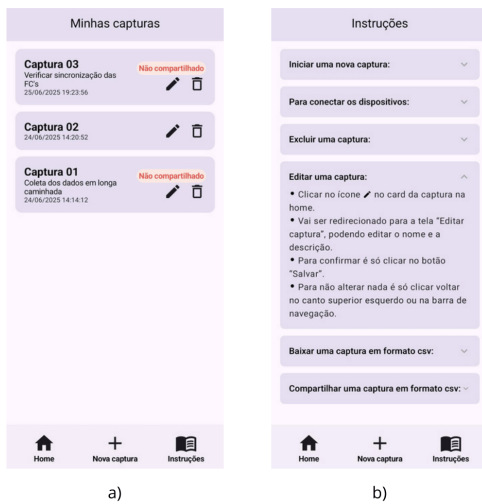 Minhas capturas
Captura 03
Não compartilhado
Verificar sincronização das
FC's
25/06/2025 19:23:56
Captura 02
24/06/2025 14:20:52
Captura 01
Não compartilhado
Coleta dos dados em longa
caminhada
24/06/2025 14:14:12
Home
Nova captura
Instruções
a)
Instruções
Iniciar uma nova captura:
Para conectar os dispositivos:
Excluir uma captura:
Editar uma captura:
• Clicar no ícone no card da captura na
home.
• Vai ser redirecionado para a tela "Editar
captura", podendo editar o nome e a
descrição.
• Para confirmar é só clicar no botão
"Salvar".
• Para não alterar nada é só clicar voltar
no canto superior esquerdo ou na barra de
navegação.
Baixar uma captura em formato csv:
Compartilhar uma captura em formato csv:
Home
Nova captura
Instruções
b)